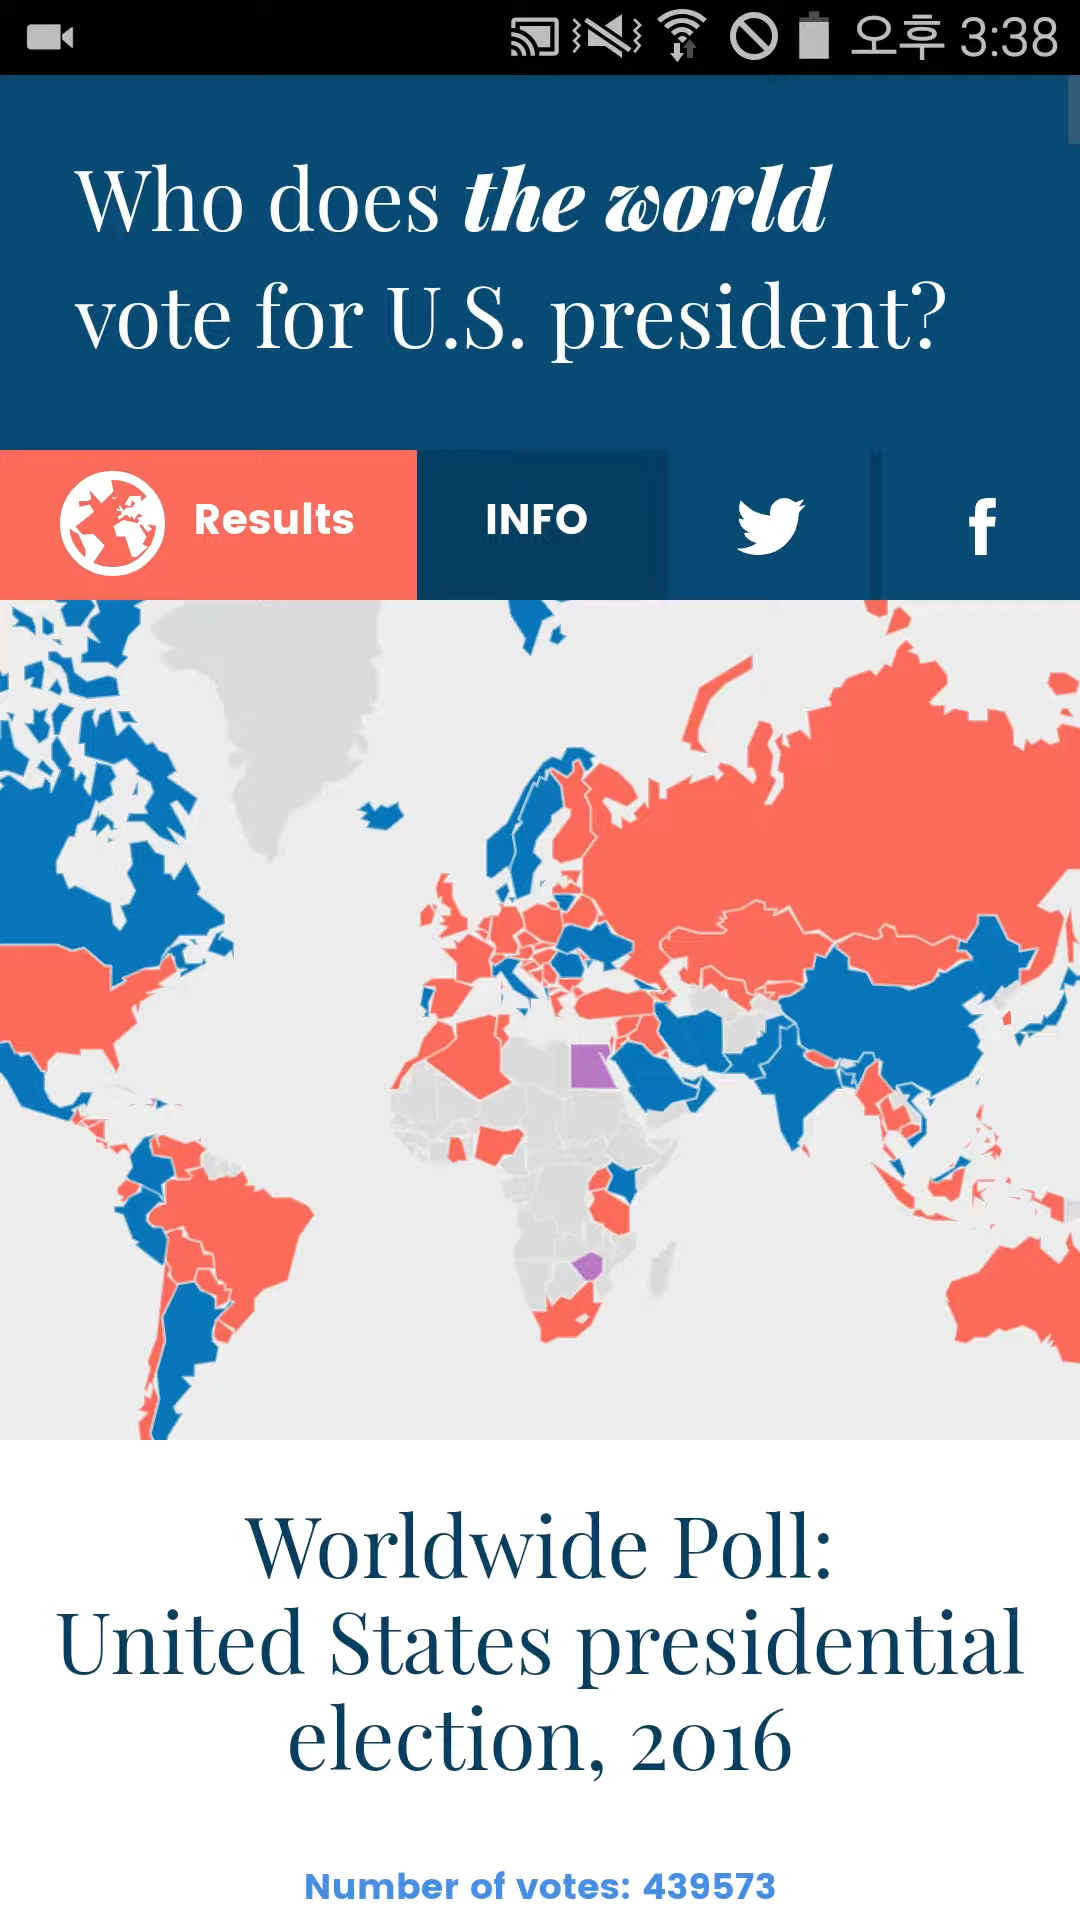 오후 3:38
Who does the world
vote for U.S. president?
Results
INFO
Worldwide Poll:
United States presidential
election, 2016
Number of votes: 439573